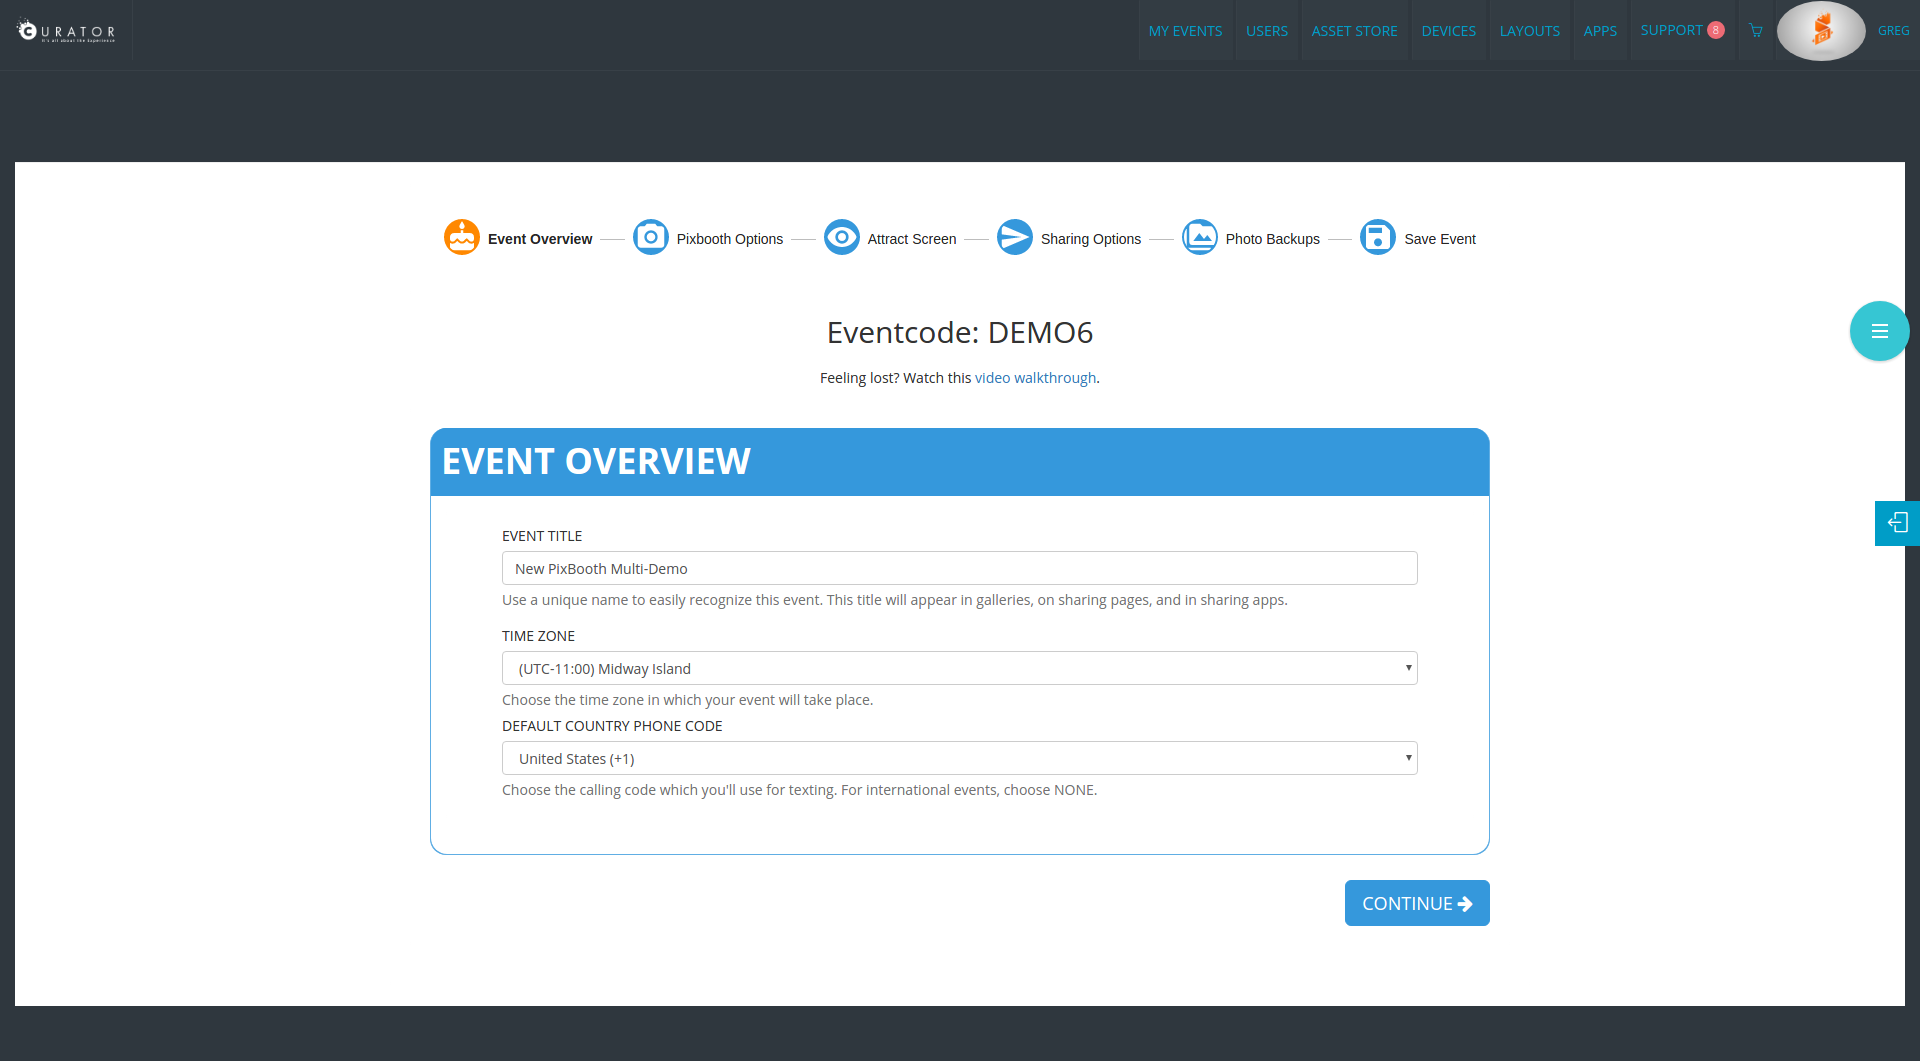 CURATOR
It's all about the Experience
MY EVENTS USERS ASSET STORE DEVICES LAYOUTS APPS SUPPORT 8 GREG
Event Overview Pixbooth Options Attract Screen Sharing Options Photo Backups Save Event
Eventcode: DEMO6
Feeling lost? Watch this video walkthrough.
EVENT OVERVIEW
EVENT TITLE
New PixBooth Multi-Demo
Use a unique name to easily recognize this event. This title will appear in galleries, on sharing pages, and in sharing apps.
TIME ZONE
(UTC-11:00) Midway Island
Choose the time zone in which your event will take place.
DEFAULT COUNTRY PHONE CODE
United States (+1)
Choose the calling code which you'll use for texting. For international events, choose NONE.
CONTINUE